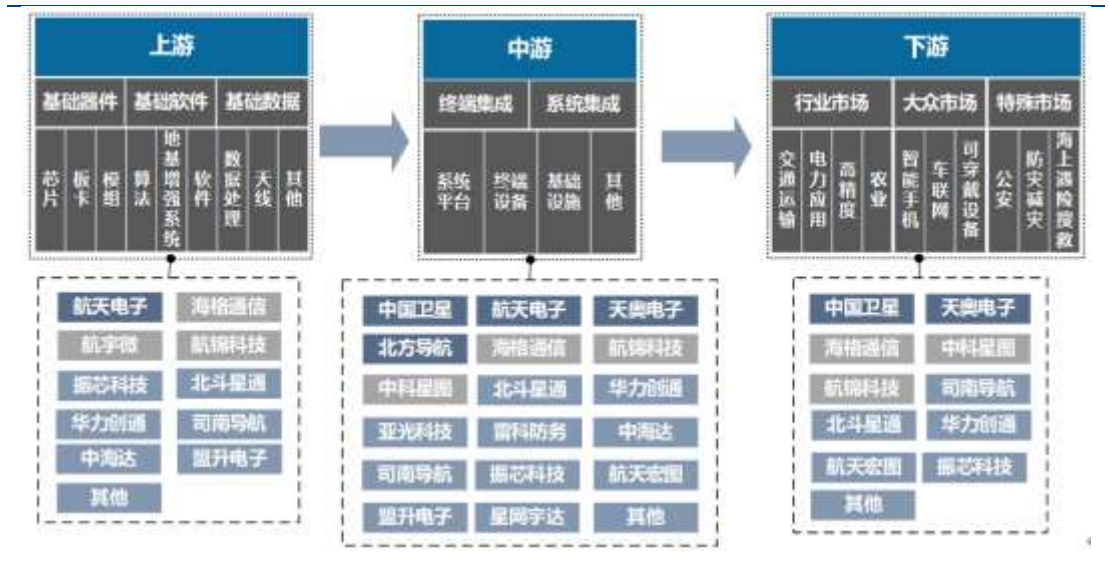 上游
基础器件 基础软件 基础数据
芯片
板卡
模组
算法
地基增强系统
软件
数据处理
天线
其他
航天电子 海格通信
航宇微 航锦科技
振芯科技 北斗星通
华力创通 司南导航
中海达 盟升电子
其他
中游
终端集成 系统集成
系统平台
终端设备
基础设施
其他
中国卫星 航天电子 天奥电子
北方导航 海格通信 航锦科技
中科星图 北斗星通 华力创通
亚光科技 雷科防务 中海达
司南导航 振芯科技 航天宏图
盟升电子 星网宇达 其他
下游
行业市场 大众市场 特殊市场
交通运输
电力应用
高精度
农业
智能手机
车联网
可穿戴设备
公安
防灾减灾
海上遇险搜救
中国卫星 天奥电子
海格通信 中科星图
航锦科技 司南导航
北斗星通 华力创通
航天宏图 振芯科技
其他